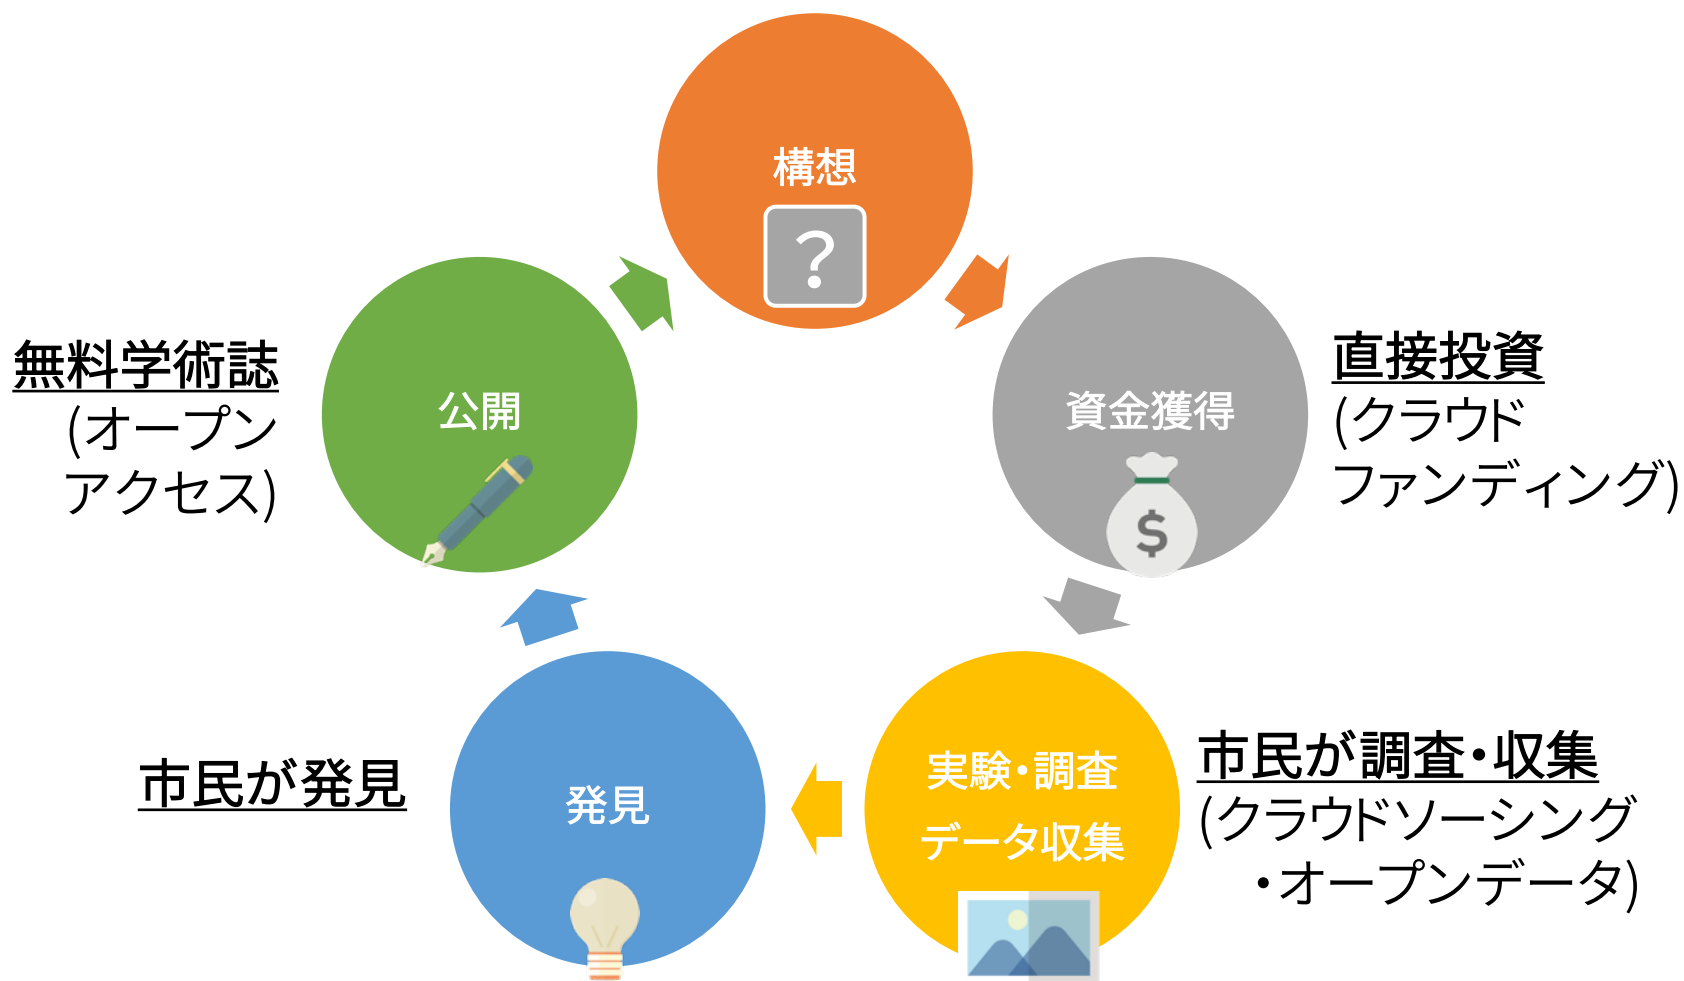 構想
?
資金獲得
$
直接投資
(クラウド
ファンディング)
実験・調査
データ収集
市民が調査・収集
(クラウドソーシング
・オープンデータ)
発見
市民が発見
公開
無料学術誌
(オープン
アクセス)